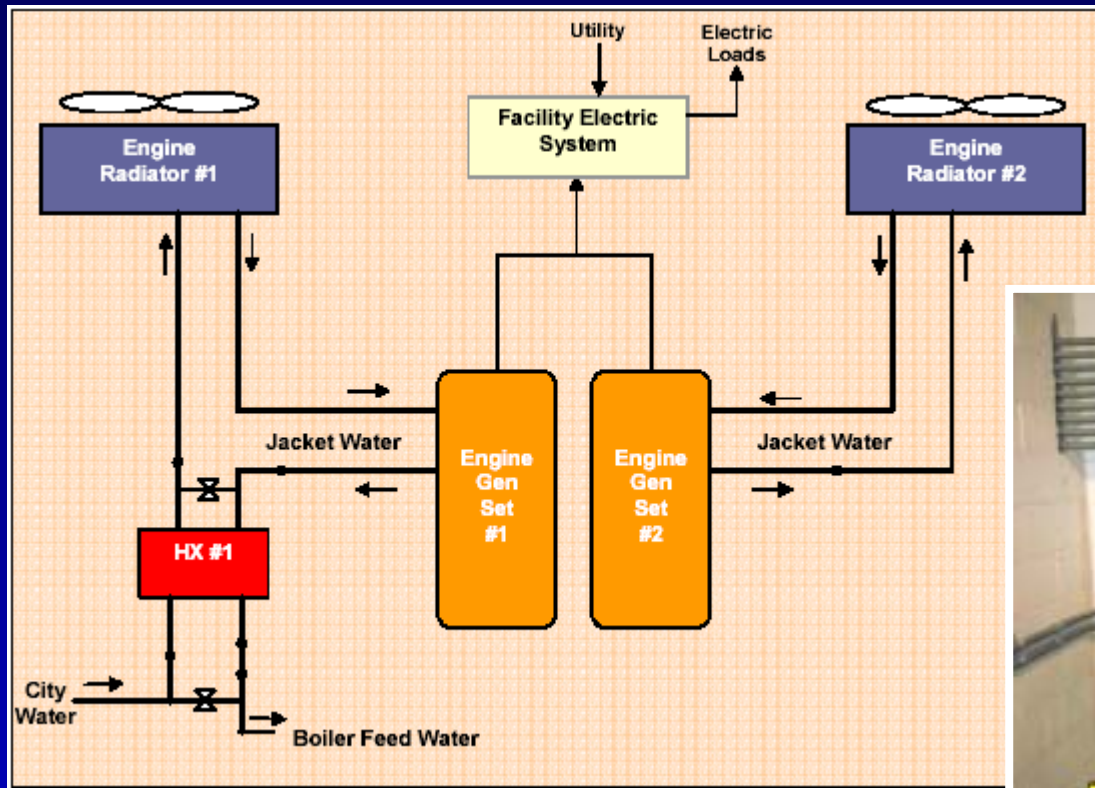 Utility
Electric
Loads
Engine
Radiator #1
Facility Electric
System
Engine
Radiator #2
Jacket Water
Jacket Water
Engine
Gen
Set
#1
Engine
Gen
Set
#2
HX #1
City
Water
Boiler Feed Water